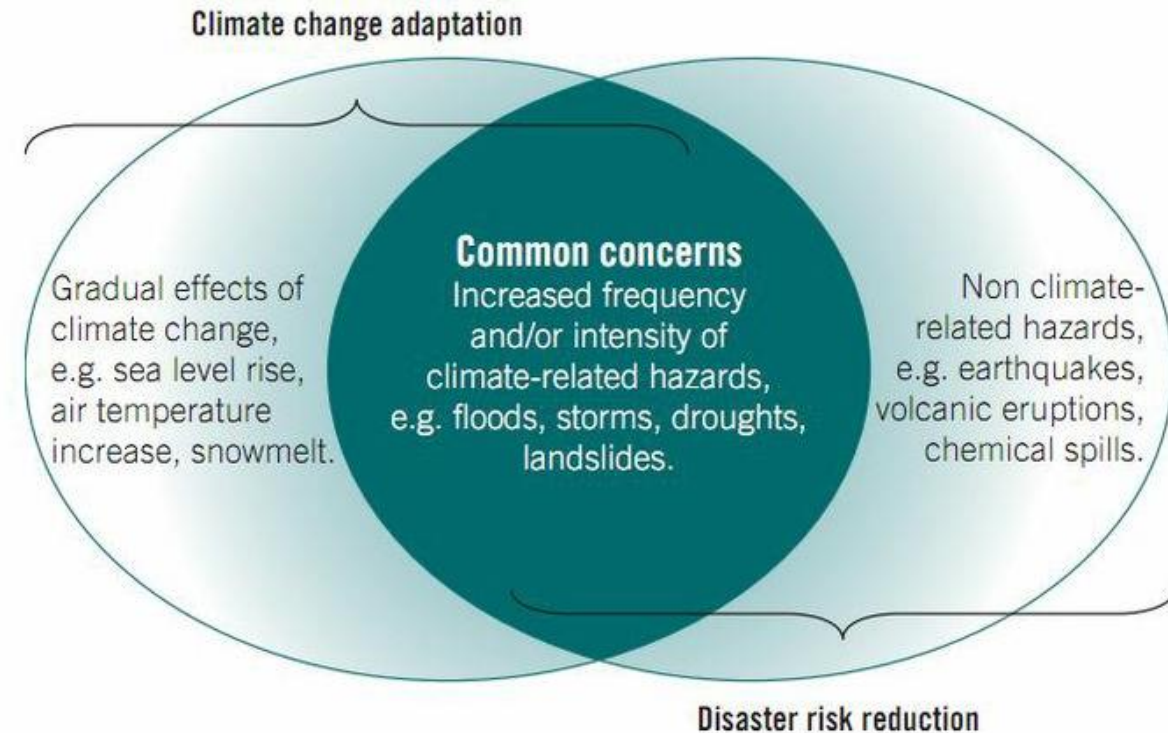 Climate change adaptation
Gradual effects of
climate change,
e.g. sea level rise,
air temperature
increase, snowmelt.
Common concerns
Increased frequency
and/or intensity of
climate-related hazards,
e.g. floods, storms, droughts,
landslides.
Non climate-
related hazards,
e.g. earthquakes,
volcanic eruptions,
chemical spills.
Disaster risk reduction